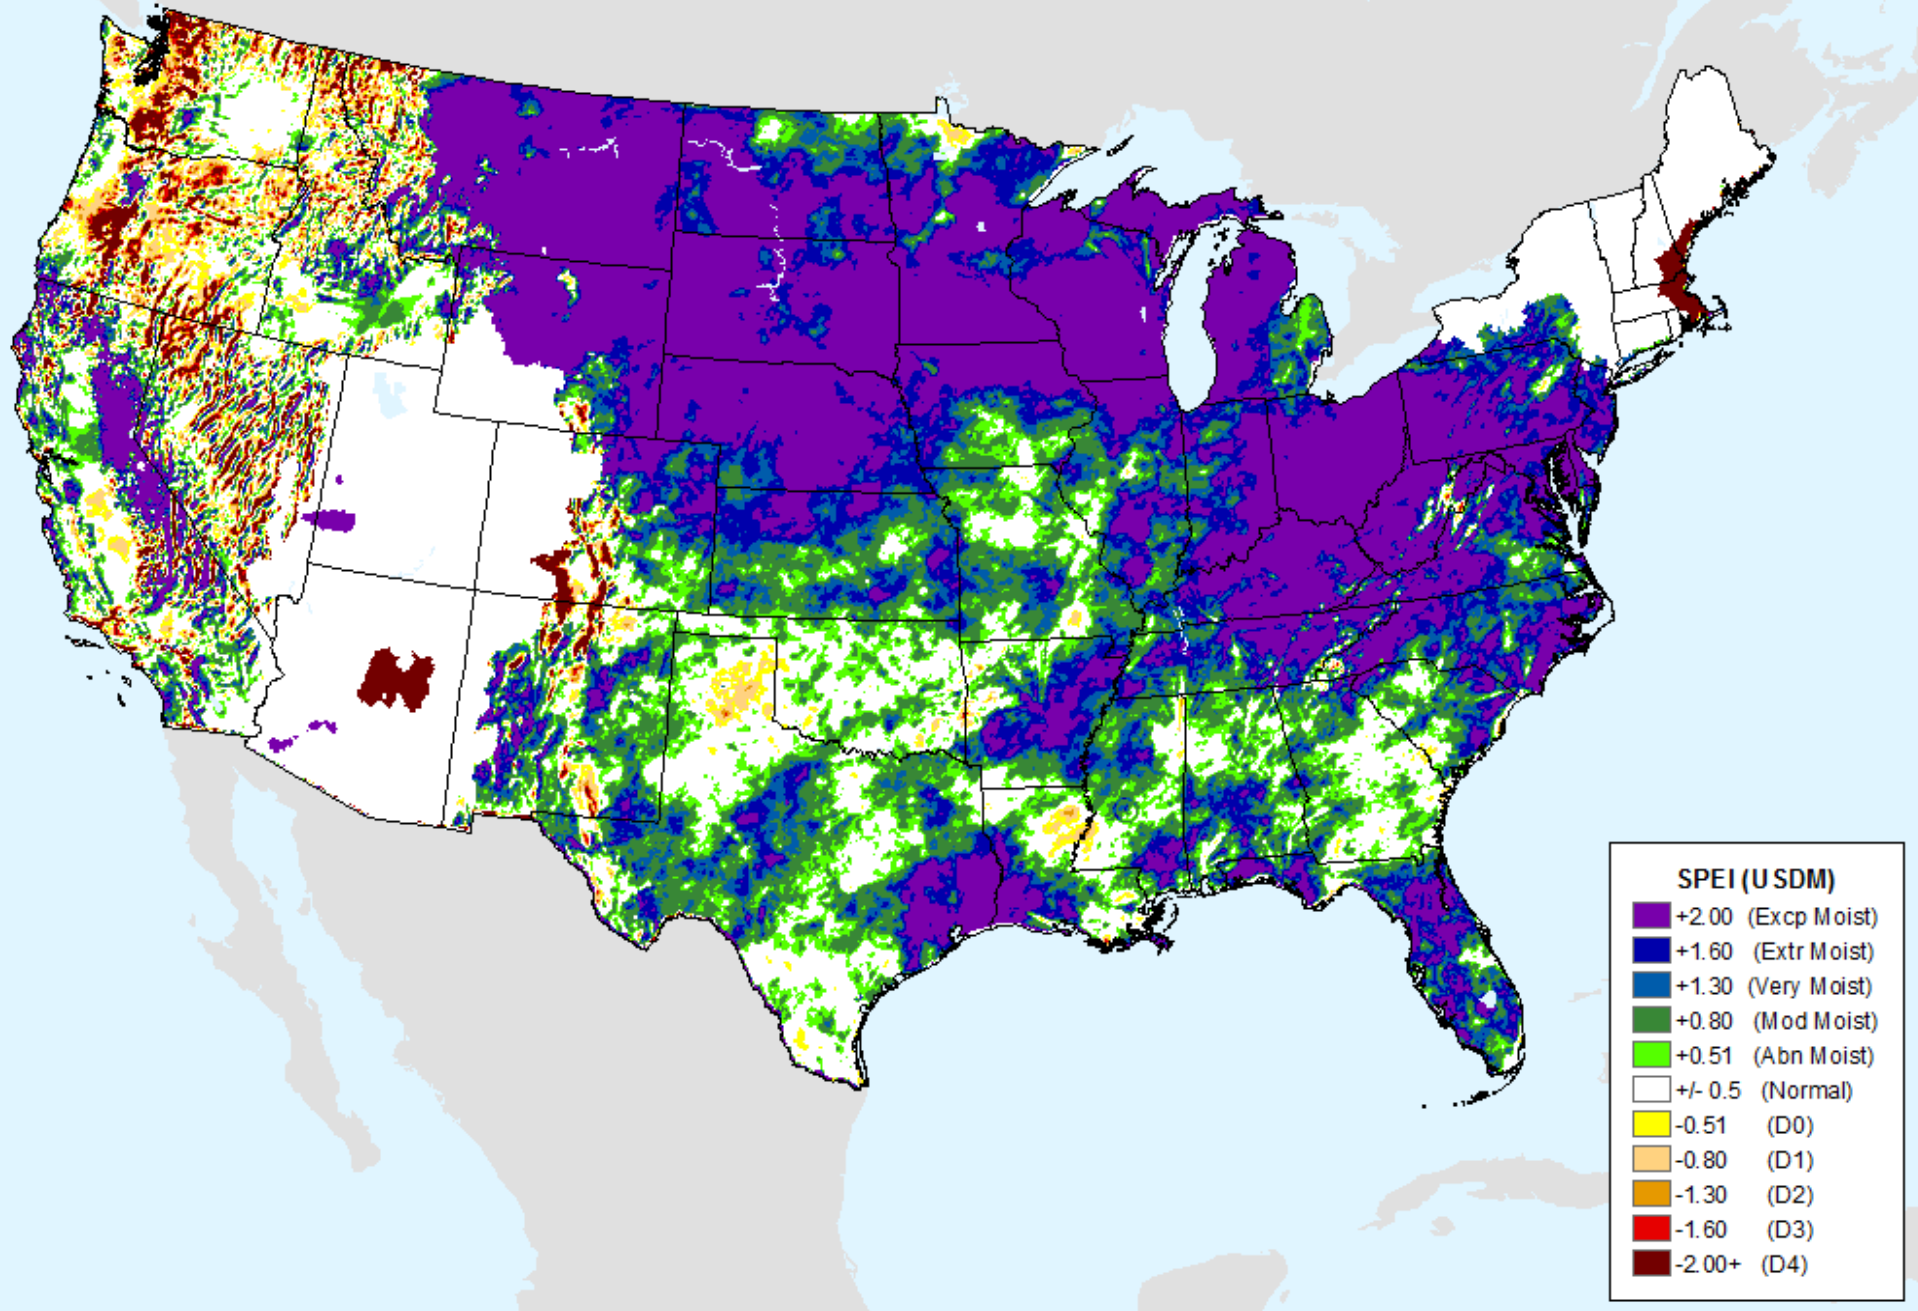 SPEI (USDM)
+2.00 (Excp Moist)
+1.60 (Extr Moist)
+1.30 (Very Moist)
+0.80 (Mod Moist)
+0.51 (Abn Moist)
+/- 0.5 (Normal)
-0.51 (D0)
-0.80 (D1)
-1.30 (D2)
-1.60 (D3)
-2.00+ (D4)